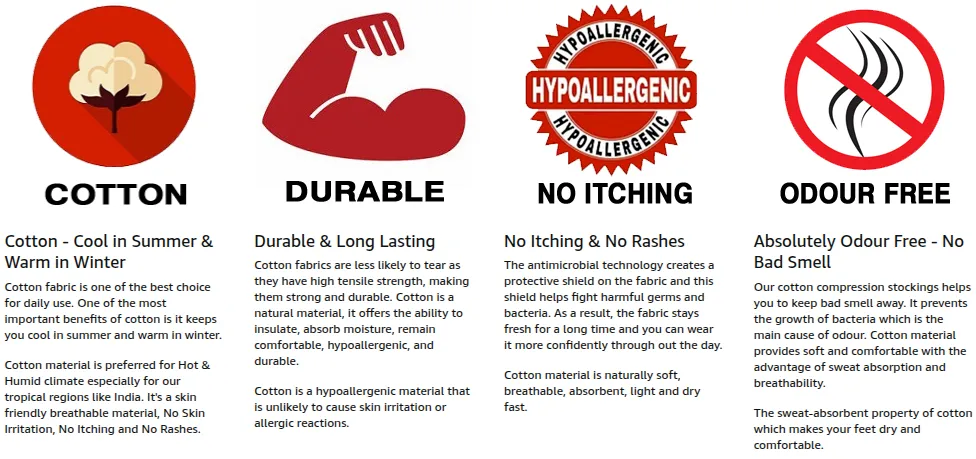 COTTON
Cotton - Cool in Summer &
Warm in Winter
Cotton fabric is one of the best choice
for daily use. One of the most
important benefits of cotton is it keeps
you cool in summer and warm in winter.
Cotton material is preferred for Hot &
Humid climate especially for our
tropical regions like India. It's a skin
friendly breathable material, No Skin
Irritation, No Itching and No Rashes.
DURABLE
Durable & Long Lasting
Cotton fabrics are less likely to tear as
they have high tensile strength, making
them strong and durable. Cotton is a
natural material, it offers the ability to
insulate, absorb moisture, remain
comfortable, hypoallergenic, and
durable.
Cotton is a hypoallergenic material that
is unlikely to cause skin irritation or
allergic reactions.
HYPOALLERGENIC
HYPOALLERGENIC
HYPOALLERGENIC
NO ITCHING
No Itching & No Rashes
The antimicrobial technology creates a
protective shield on the fabric and this
shield helps fight harmful germs and
bacteria. As a result, the fabric stays
fresh for a long time and you can wear
it more confidently through out the day.
Cotton material is naturally soft,
breathable, absorbent, light and dry
fast.
ODOUR FREE
Absolutely Odour Free - No
Bad Smell
Our cotton compression stockings helps
you to keep bad smell away. It prevents
the growth of bacteria which is the
main cause of odour. Cotton material
provides soft and comfortable with the
advantage of sweat absorption and
breathability.
The sweat-absorbent property of cotton
which makes your feet dry and
comfortable.